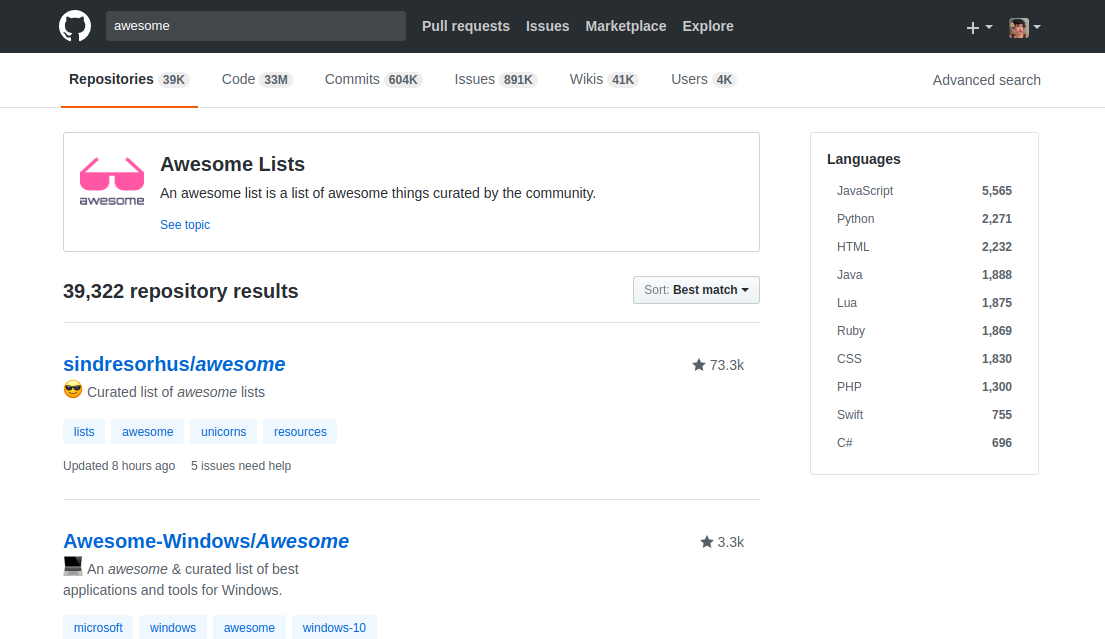 awesome
Pull requests Issues Marketplace Explore
Repositories 39K Code 33M Commits 604K Issues 891K Wikis 41K Users 4K Advanced search
awesome
Awesome Lists
An awesome list is a list of awesome things curated by the community.
See topic
39,322 repository results
Sort: Best match
sindresorhus/awesome
73.3k
😎 Curated list of awesome lists
lists awesome unicorns resources
Updated 8 hours ago 5 issues need help
Awesome-Windows/Awesome
3.3k
💻 An awesome & curated list of best
applications and tools for Windows.
microsoft windows awesome windows-10
Languages
JavaScript 5,565
Python 2,271
HTML 2,232
Java 1,888
Lua 1,875
Ruby 1,869
CSS 1,830
PHP 1,300
Swift 755
C# 696